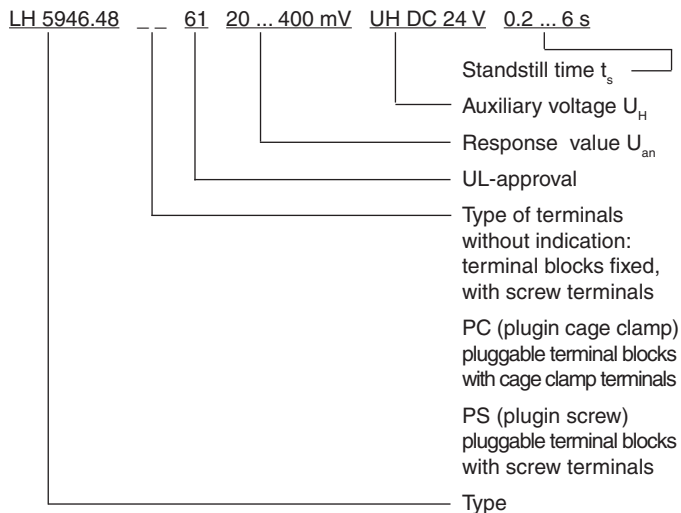 LH 5946.48 _ _ 61 20 ... 400 mV UH DC 24 V 0.2 ... 6 s
Standstill time ts
Auxiliary voltage UH
Response value Uan
UL-approval
Type of terminals
without indication:
terminal blocks fixed,
with screw terminals
PC (plugin cage clamp)
pluggable terminal blocks
with cage clamp terminals
PS (plugin screw)
pluggable terminal blocks
with screw terminals
Type